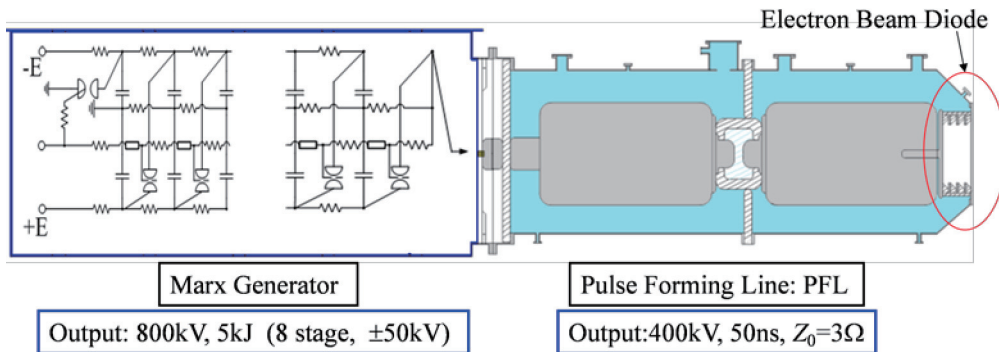 Electron Beam Diode
-E
+E
Marx Generator
Pulse Forming Line: PFL
Output: 800kV, 5kJ (8 stage, ±50kV)
Output:400kV, 50ns, Z₀=3Ω